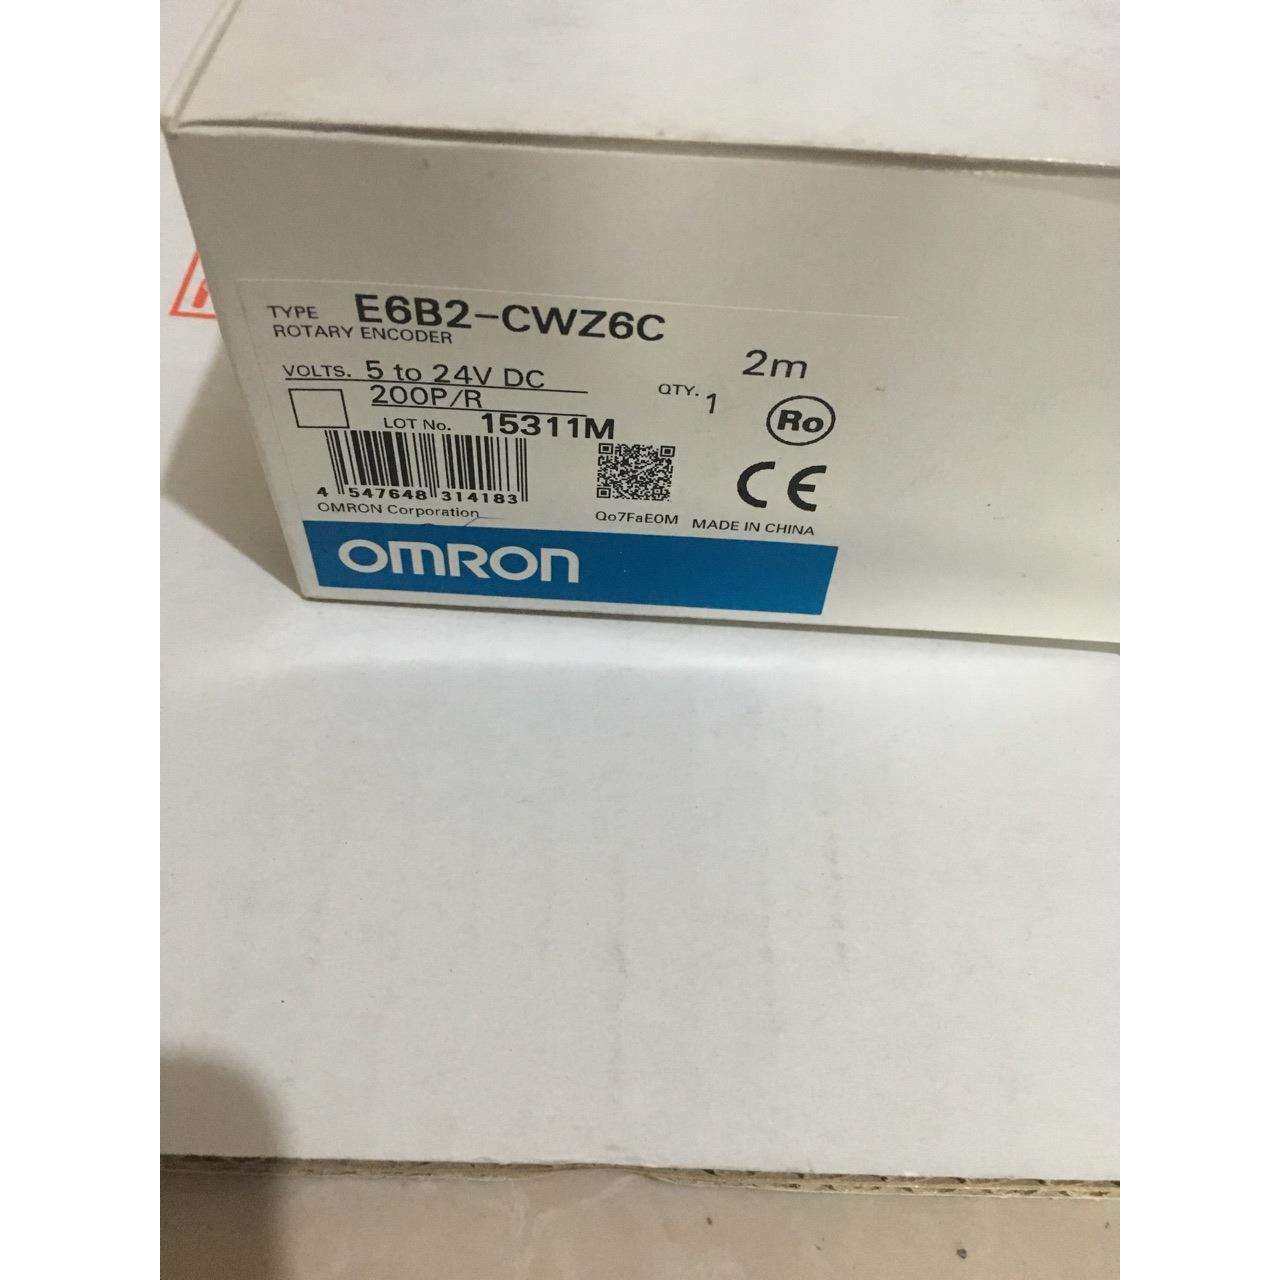 TYPE E6B2-CWZ6C
ROTARY ENCODER
2m
VOLTS. 5 to 24V DC
QTY. 1
200P/R
Ro
LOT No. 15311M
CE
4 547648 314183
OMRON Corporation
Qo7FaE0M MADE IN CHINA
OMRON